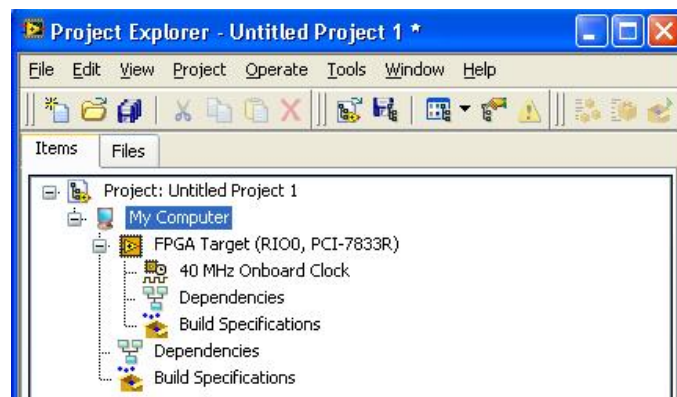 Project Explorer - Untitled Project 1 *
File Edit View Project Operate Tools Window Help
Items Files
Project: Untitled Project 1
My Computer
FPGA Target (RIO0, PCI-7833R)
40 MHz Onboard Clock
Dependencies
Build Specifications
Dependencies
Build Specifications